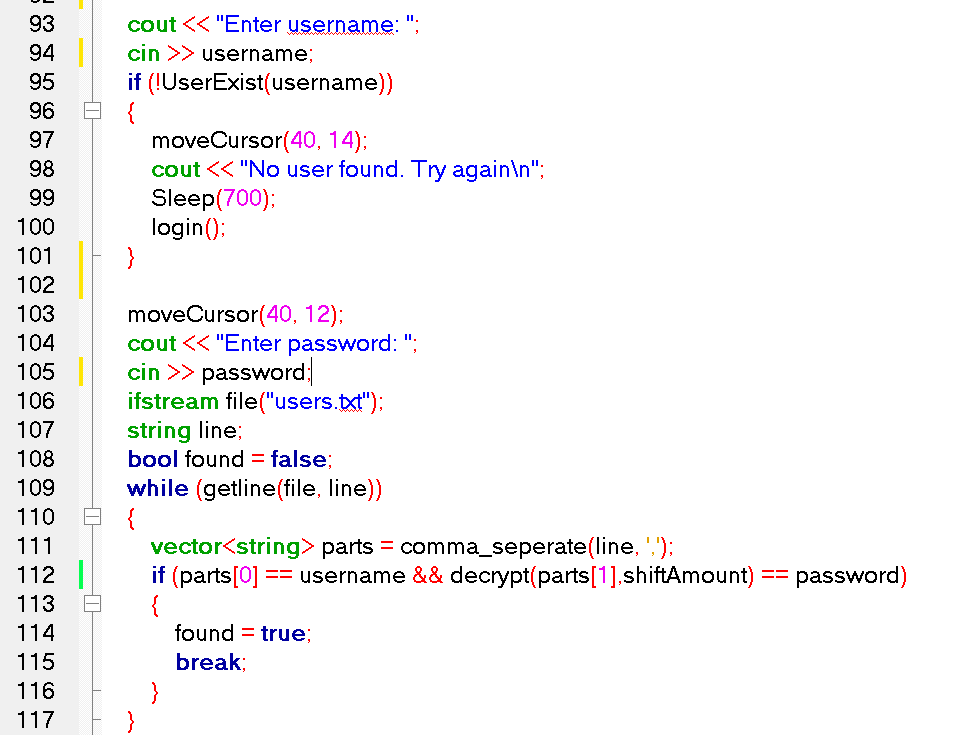 93 cout << "Enter username: ";
94 cin >> username;
95 if (!UserExist(username))
96 {
97 moveCursor(40, 14);
98 cout << "No user found. Try again\n";
99 Sleep(700);
100 login();
101 }
102
103 moveCursor(40, 12);
104 cout << "Enter password: ";
105 cin >> password;
106 ifstream file("users.txt");
107 string line;
108 bool found = false;
109 while (getline(file, line))
110 {
111 vector<string> parts = comma_seperate(line, ',');
112 if (parts[0] == username && decrypt(parts[1],shiftAmount) == password)
113 {
114 found = true;
115 break;
116 }
117 }